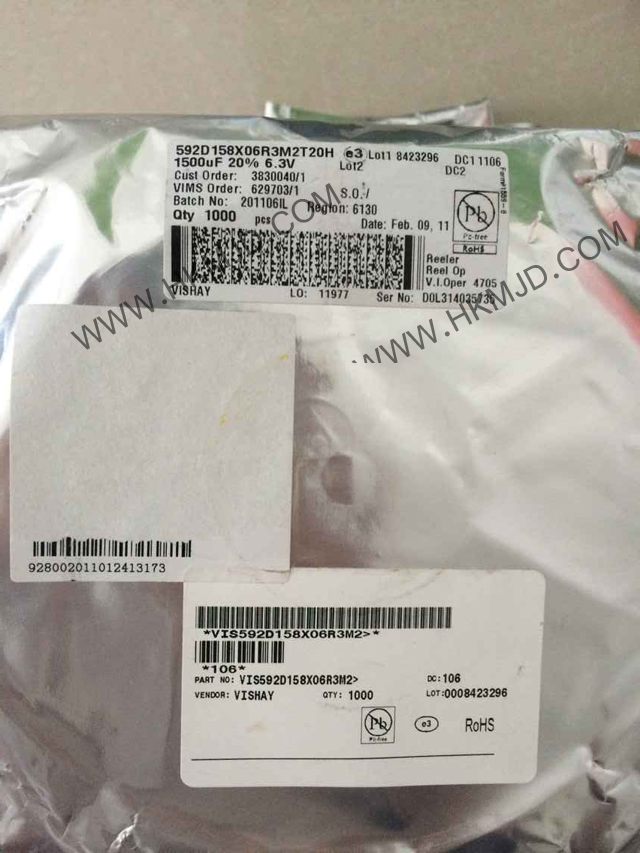 592D158X06R3M2T20H e3 Lot1 8423296 DC1 1106
1500uF 20% 6.3V Lot2 DC2
Cust Order: 3830040/1
VIMS Order: 629703/1 S.O./
Batch No: 201106IL Region: 6130
Qty 1000 pcs Date: Feb. 09, 11
Pb
Pb-free
RoHS
Reeler
Reel Op
V.I.Oper 4705
VISHAY LO: 11977 Ser No: D0L314025735
WWW.HKMJD.COM
WWW.HKMJD.COM
928002011012413173
*VIS592D158X06R3M2>*
*106*
PART NO: VIS592D158X06R3M2> DC: 106
VENDOR: VISHAY QTY: 1000 LOT:0008423296
Pb
Pb-free
e3
RoHS